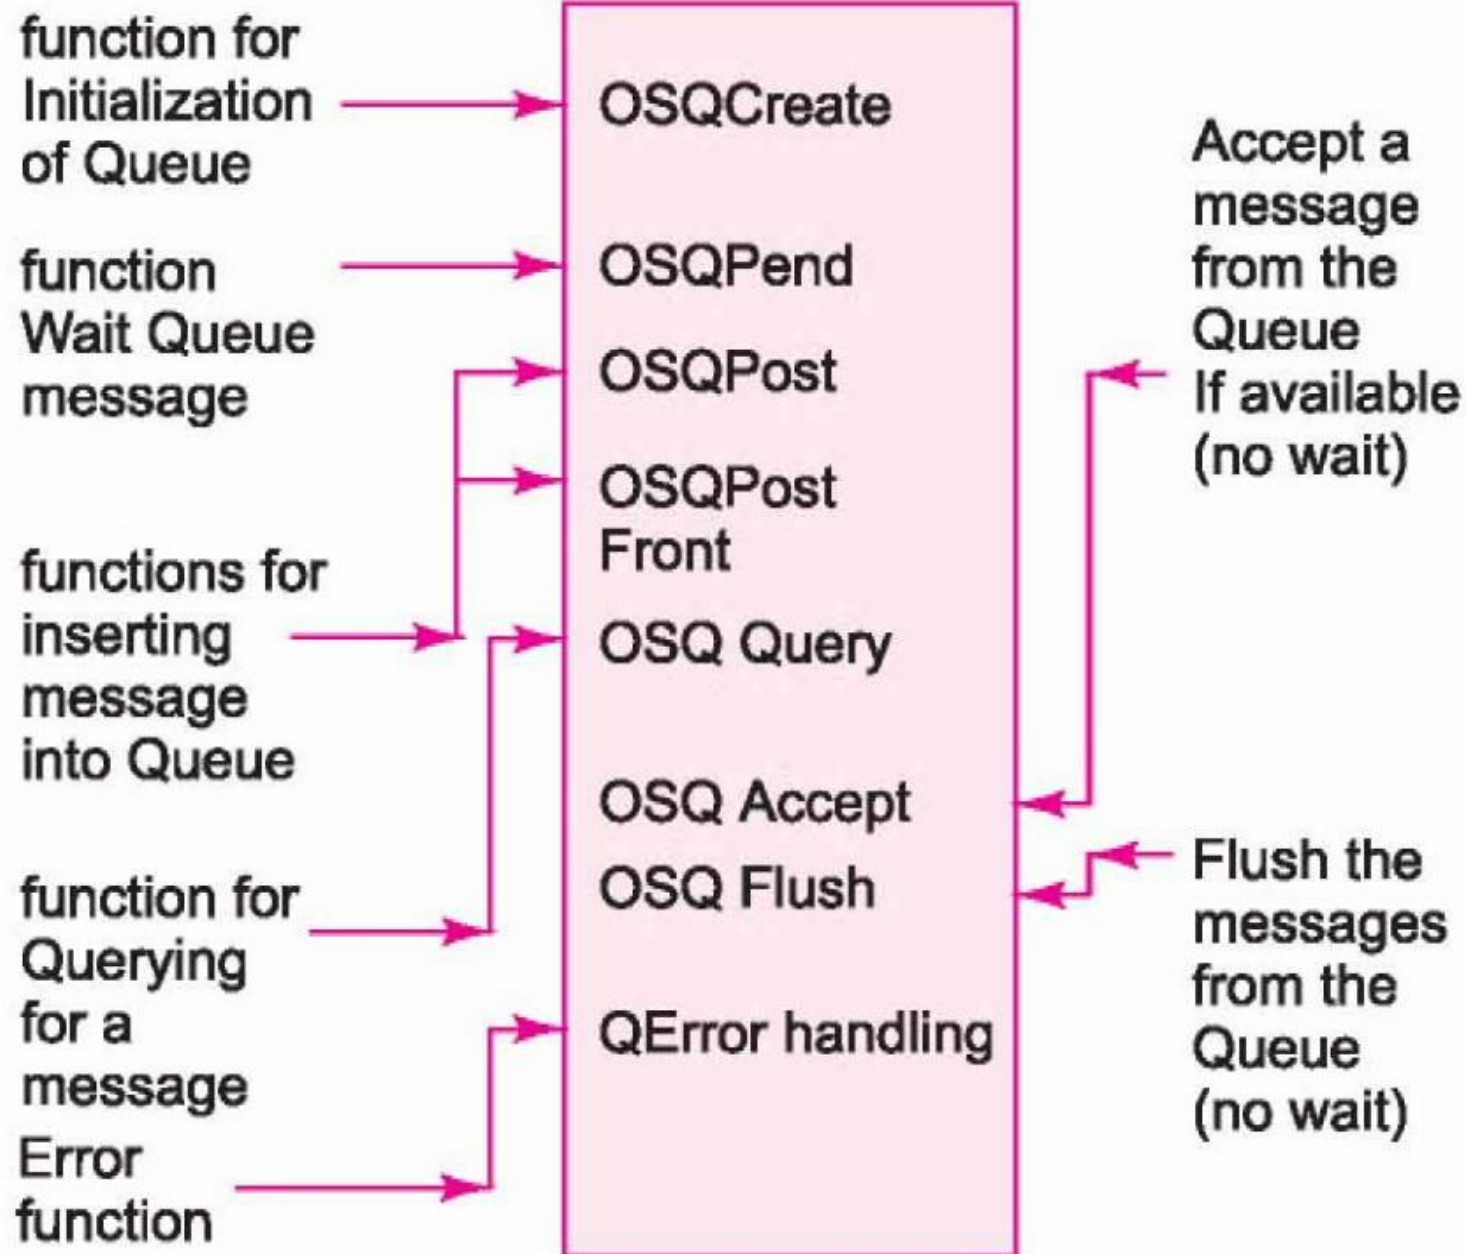 function for
Initialization
of Queue
function
Wait Queue
message
functions for
inserting
message
into Queue
function for
Querying
for a
message
Error
function
OSQCreate
OSQPend
OSQPost
OSQPost
Front
OSQ Query
OSQ Accept
OSQ Flush
QError handling
Accept a
message
from the
Queue
If available
(no wait)
Flush the
messages
from the
Queue
(no wait)